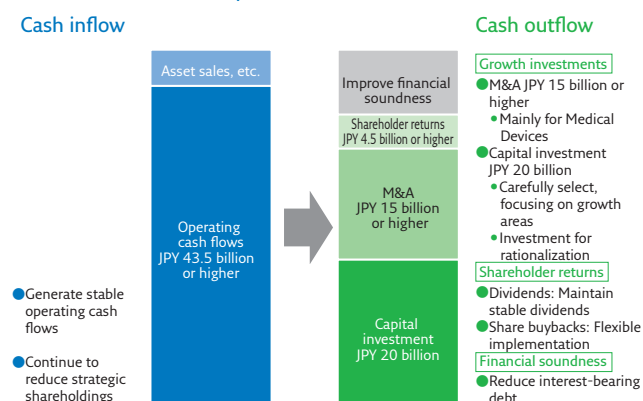 Cash inflow
Asset sales, etc.
Operating
cash flows
JPY 43.5 billion
or higher
●Generate stable
operating cash
flows
●Continue to
reduce strategic
shareholdings
Improve financial
soundness
Shareholder returns
JPY 4.5 billion or higher
M&A
JPY 15 billion
or higher
Capital
investment
JPY 20 billion
Cash outflow
Growth investments
●M&A JPY 15 billion or
higher
•Mainly for Medical
Devices
●Capital investment
JPY 20 billion
•Carefully select,
focusing on growth
areas
•Investment for
rationalization
Shareholder returns
●Dividends: Maintain
stable dividends
●Share buybacks: Flexible
implementation
Financial soundness
●Reduce interest-bearing
debt